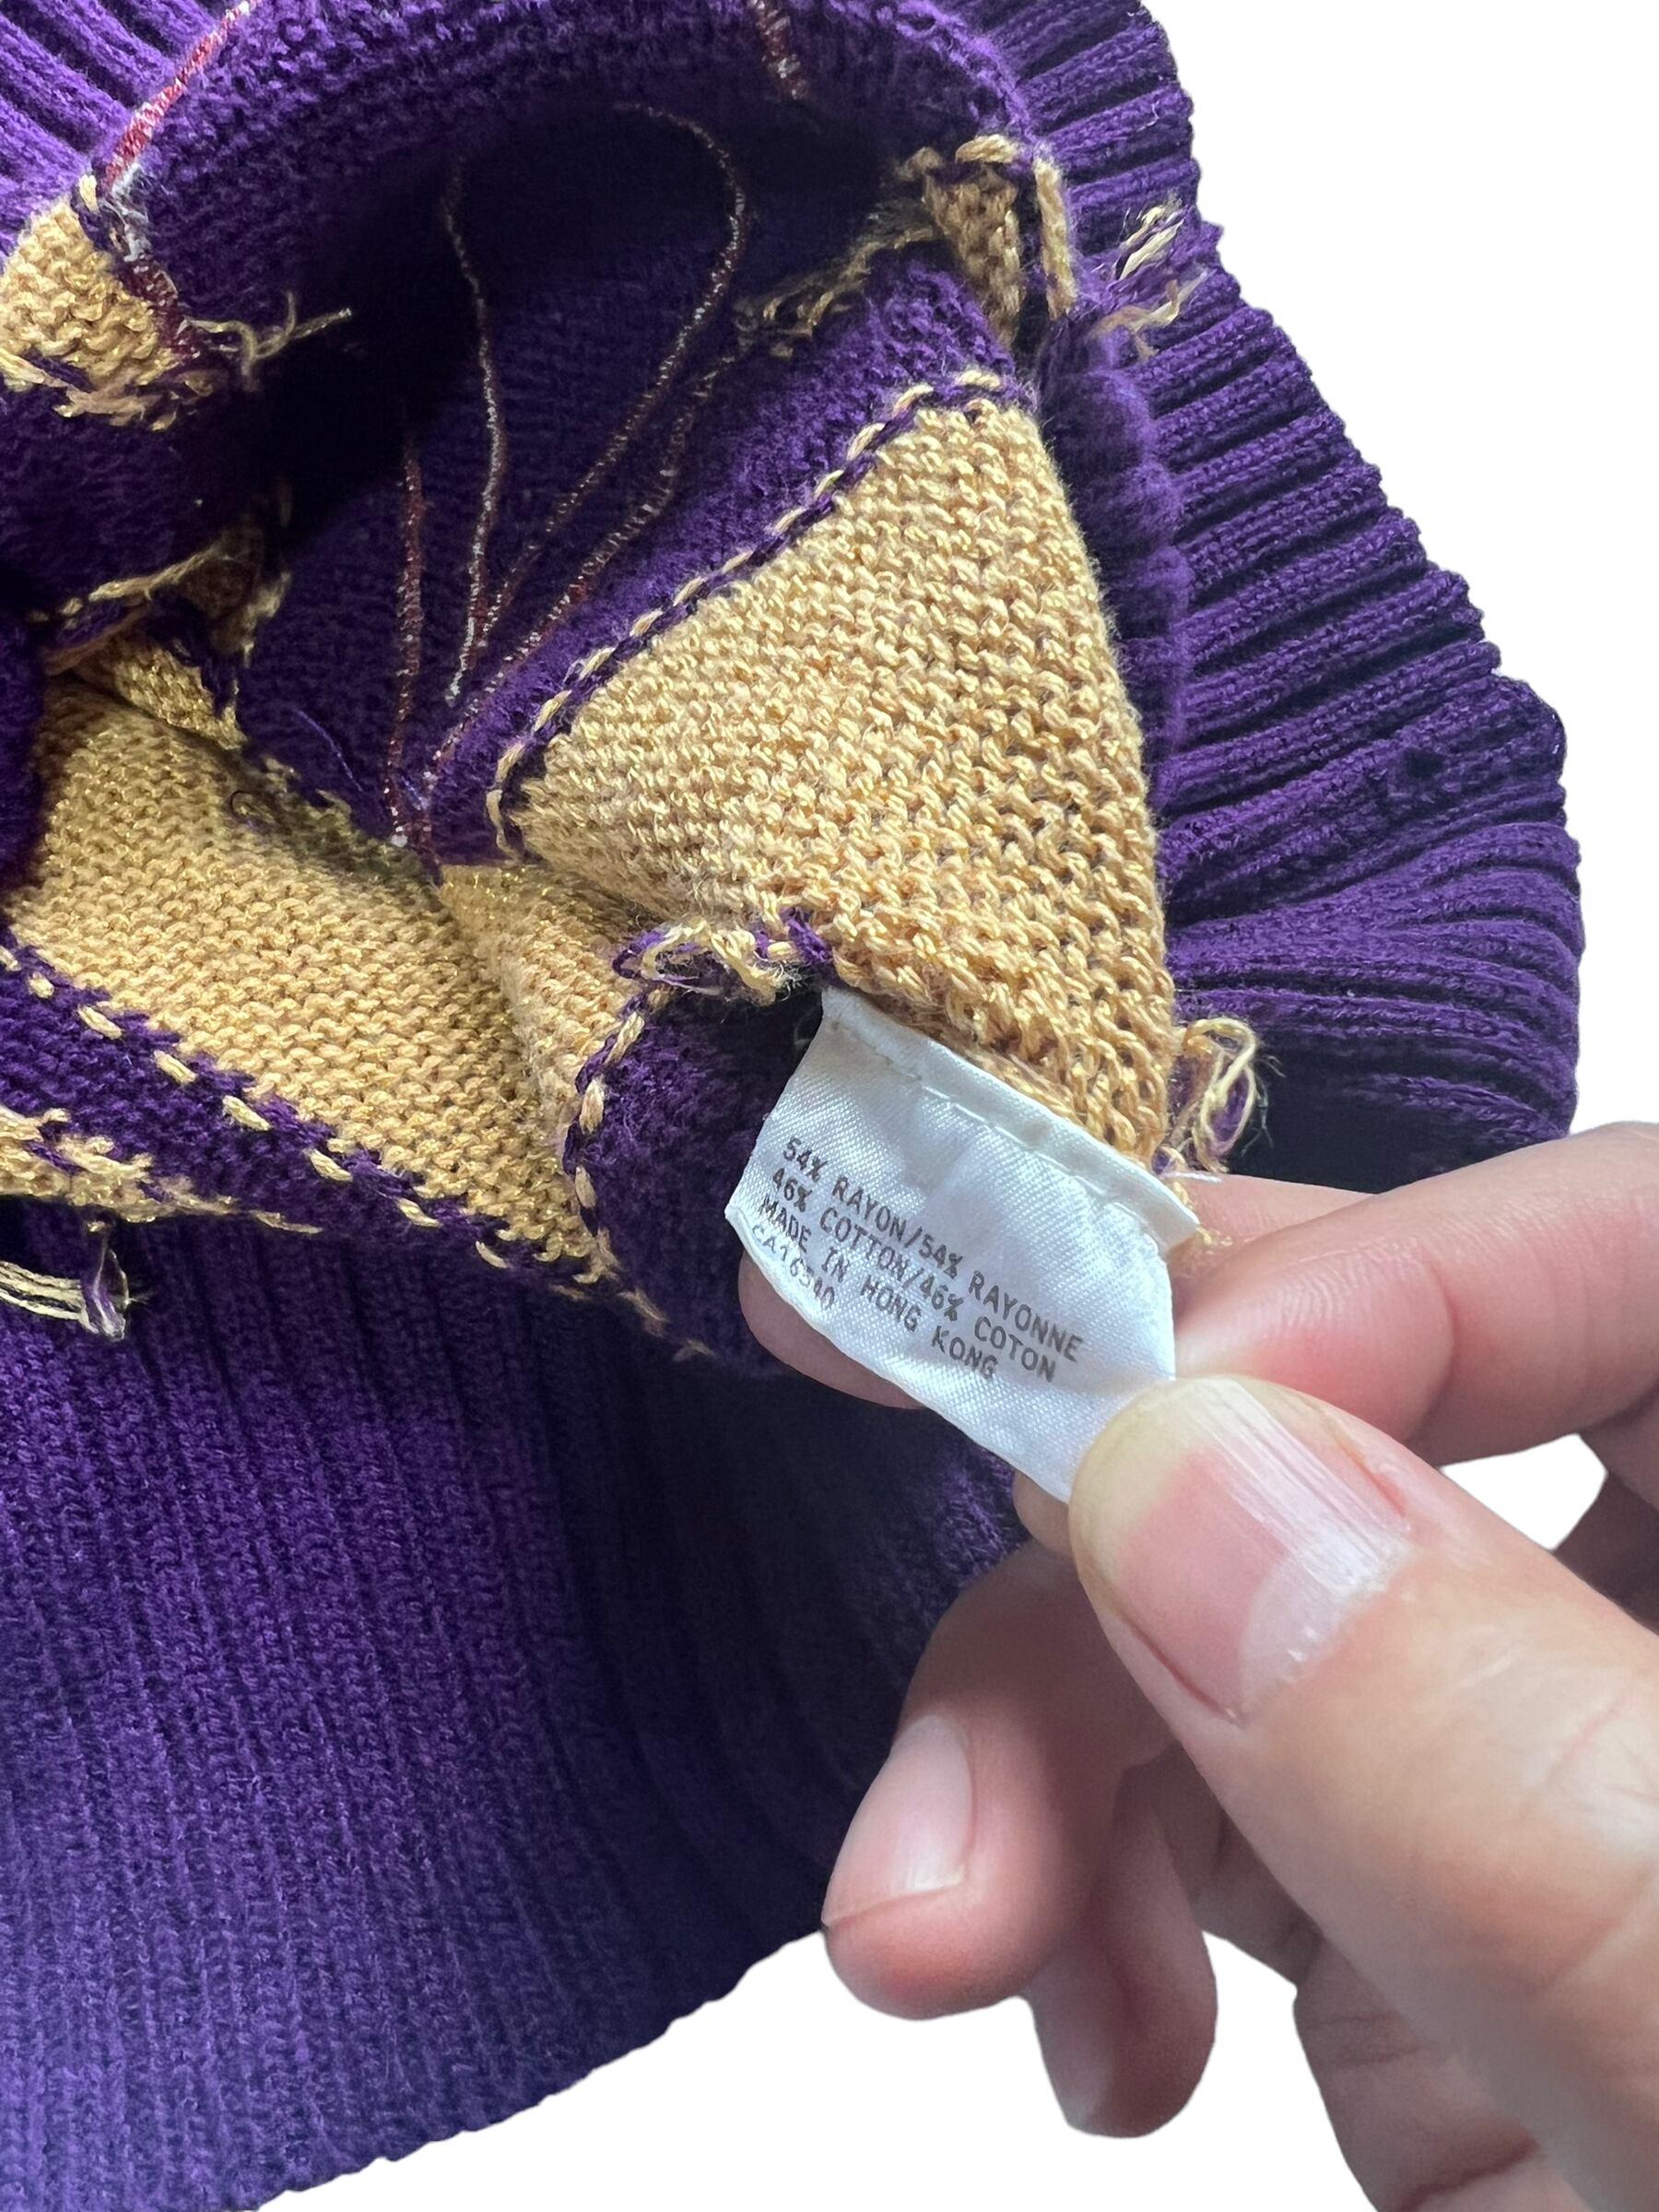 54% RAYON/54% RAYONNE
46% COTTON/46% COTON
MADE IN HONG KONG